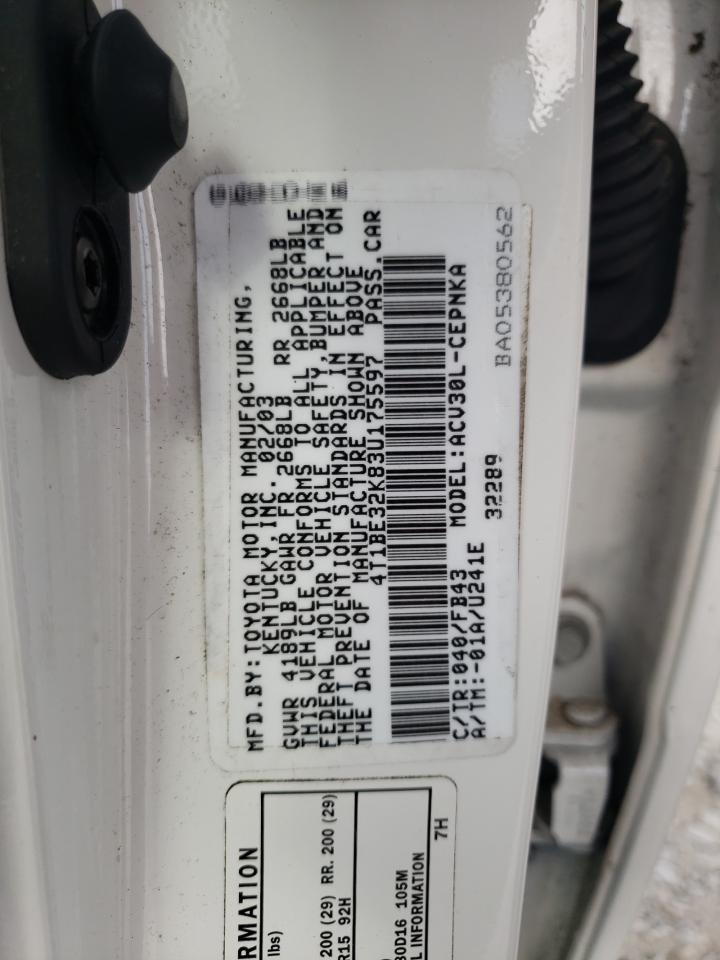 MFD.BY:TOYOTA MOTOR MANUFACTURING,
KENTUCKY,INC. 02/03
GVWR 4189LB GAWR FR 2668LB RR 2668LB
THIS VEHICLE CONFORMS TO ALL APPLICABLE
FEDERAL MOTOR VEHICLE SAFETY,BUMPER AND
THEFT PREVENTION STANDARDS IN EFFECT ON
THE DATE OF MANUFACTURE SHOWN ABOVE
4T1BE32K83U175597 PASS.CAR
C/TR:040/FB43 MODEL:ACV30L-CEPNKA
A/TM:-01A/U241E 32289
BA05380562
RMATION
lbs)
200 (29) RR. 200 (29)
R15 92H
80D16 105M
L INFORMATION
7H